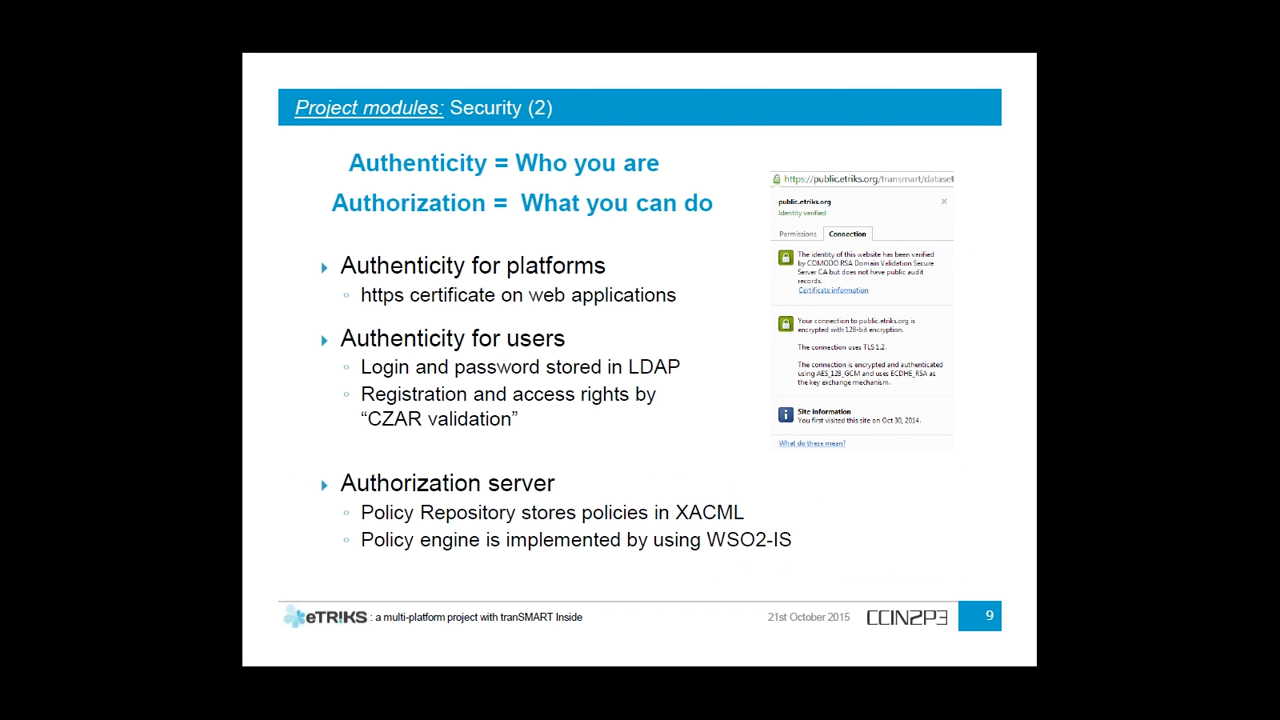 Project modules: Security (2)
Authenticity = Who you are
Authorization = What you can do
Authenticity for platforms
https certificate on web applications
Authenticity for users
Login and password stored in LDAP
Registration and access rights by
“CZAR validation”
Authorization server
Policy Repository stores policies in XACML
Policy engine is implemented by using WSO2-IS
https://public.etriks.org/transmart/dataset
public.etriks.org
Identity verified
Permissions
Connection
The identity of this website has been verified
by COMODO RSA Domain Validation Secure
Server CA but does not have public audit
records.
Certificate information
Your connection to public.etriks.org is
encrypted with 128-bit encryption.
The connection uses TLS 1.2.
The connection is encrypted and authenticated
using AES_128_GCM and uses ECDHE_RSA as
the key exchange mechanism.
Site information
You first visited this site on Oct 30, 2014.
What do these mean?
eTR!KS : a multi-platform project with tranSMART Inside
21st October 2015
CCIN2P3
9